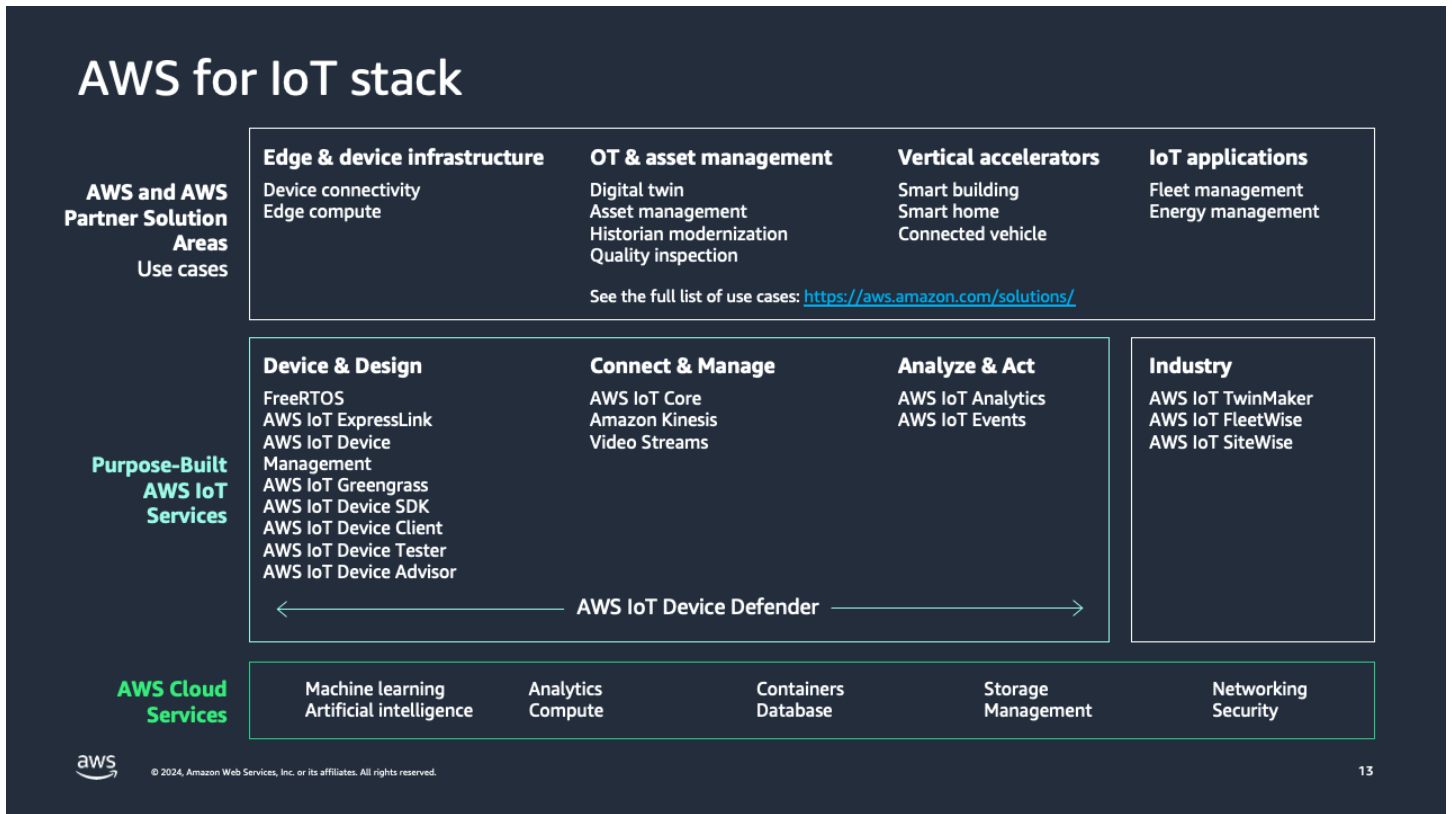 AWS for IoT stack
AWS and AWS
Partner Solution
Areas
Use cases
Edge & device infrastructure
Device connectivity
Edge compute
OT & asset management
Digital twin
Asset management
Historian modernization
Quality inspection
Vertical accelerators
Smart building
Smart home
Connected vehicle
IoT applications
Fleet management
Energy management
See the full list of use cases: https://aws.amazon.com/solutions/
Purpose-Built
AWS IoT
Services
Device & Design
FreeRTOS
AWS IoT ExpressLink
AWS IoT Device
Management
AWS IoT Greengrass
AWS IoT Device SDK
AWS IoT Device Client
AWS IoT Device Tester
AWS IoT Device Advisor
Connect & Manage
AWS IoT Core
Amazon Kinesis
Video Streams
Analyze & Act
AWS IoT Analytics
AWS IoT Events
AWS IoT Device Defender
Industry
AWS IoT TwinMaker
AWS IoT FleetWise
AWS IoT SiteWise
AWS Cloud
Services
Machine learning
Artificial intelligence
Analytics
Compute
Containers
Database
Storage
Management
Networking
Security
aws
© 2024, Amazon Web Services, Inc. or its affiliates. All rights reserved.
13